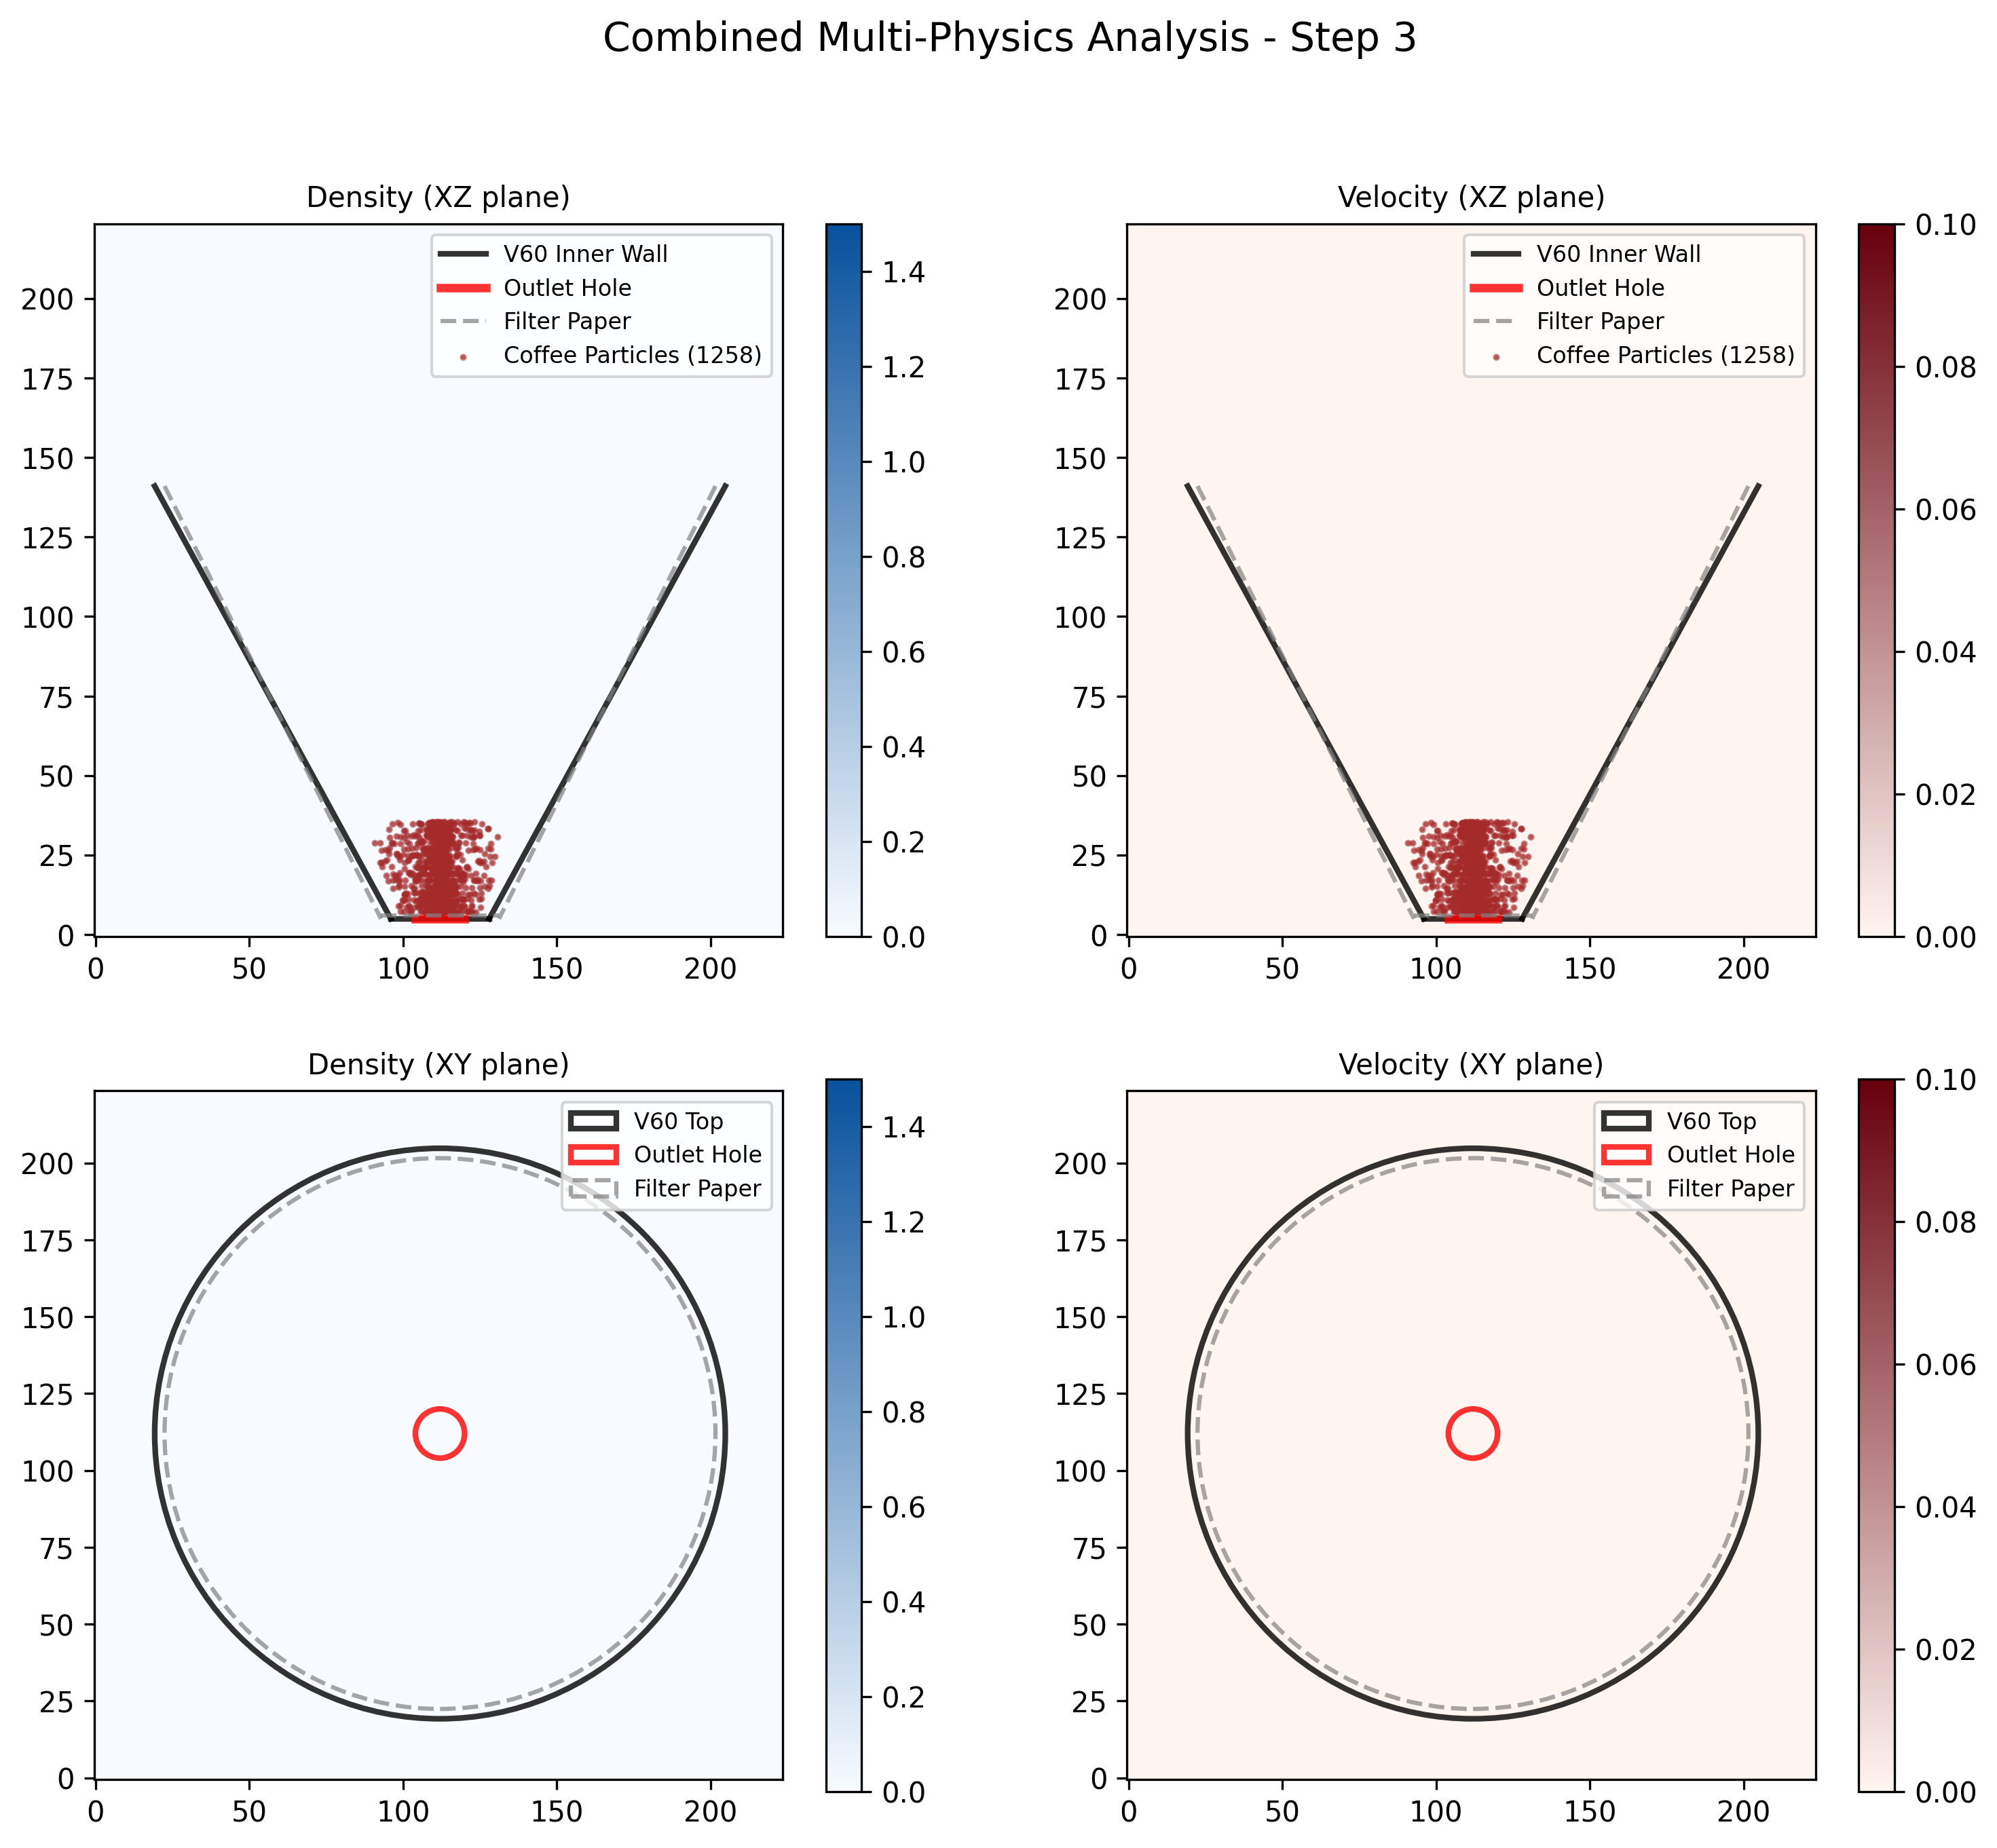 Combined Multi-Physics Analysis - Step 3
Density (XZ plane)
V60 Inner Wall
Outlet Hole
Filter Paper
Coffee Particles (1258)
200
175
150
125
100
75
50
25
0
0 50 100 150 200
1.4
1.2
1.0
0.8
0.6
0.4
0.2
0.0
Velocity (XZ plane)
V60 Inner Wall
Outlet Hole
Filter Paper
Coffee Particles (1258)
200
175
150
125
100
75
50
25
0
0 50 100 150 200
0.10
0.08
0.06
0.04
0.02
0.00
Density (XY plane)
V60 Top
Outlet Hole
Filter Paper
200
175
150
125
100
75
50
25
0
0 50 100 150 200
1.4
1.2
1.0
0.8
0.6
0.4
0.2
0.0
Velocity (XY plane)
V60 Top
Outlet Hole
Filter Paper
200
175
150
125
100
75
50
25
0
0 50 100 150 200
0.10
0.08
0.06
0.04
0.02
0.00